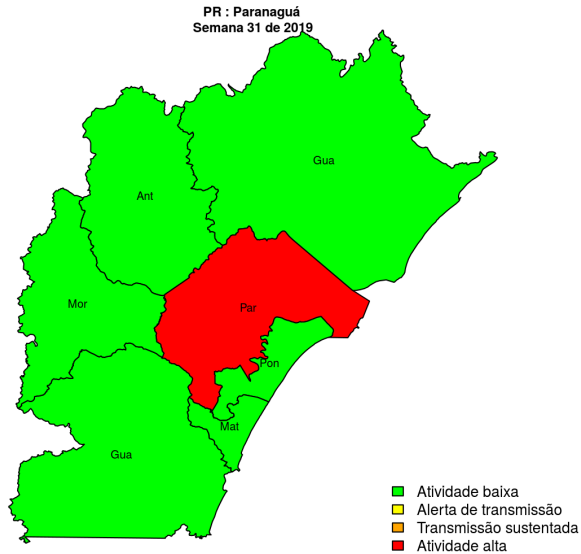 PR : Paranaguá
Semana 31 de 2019
Gua
Ant
Mor
Par
Pon
Mat
Gua
Atividade baixa
Alerta de transmissão
Transmissão sustentada
Atividade alta